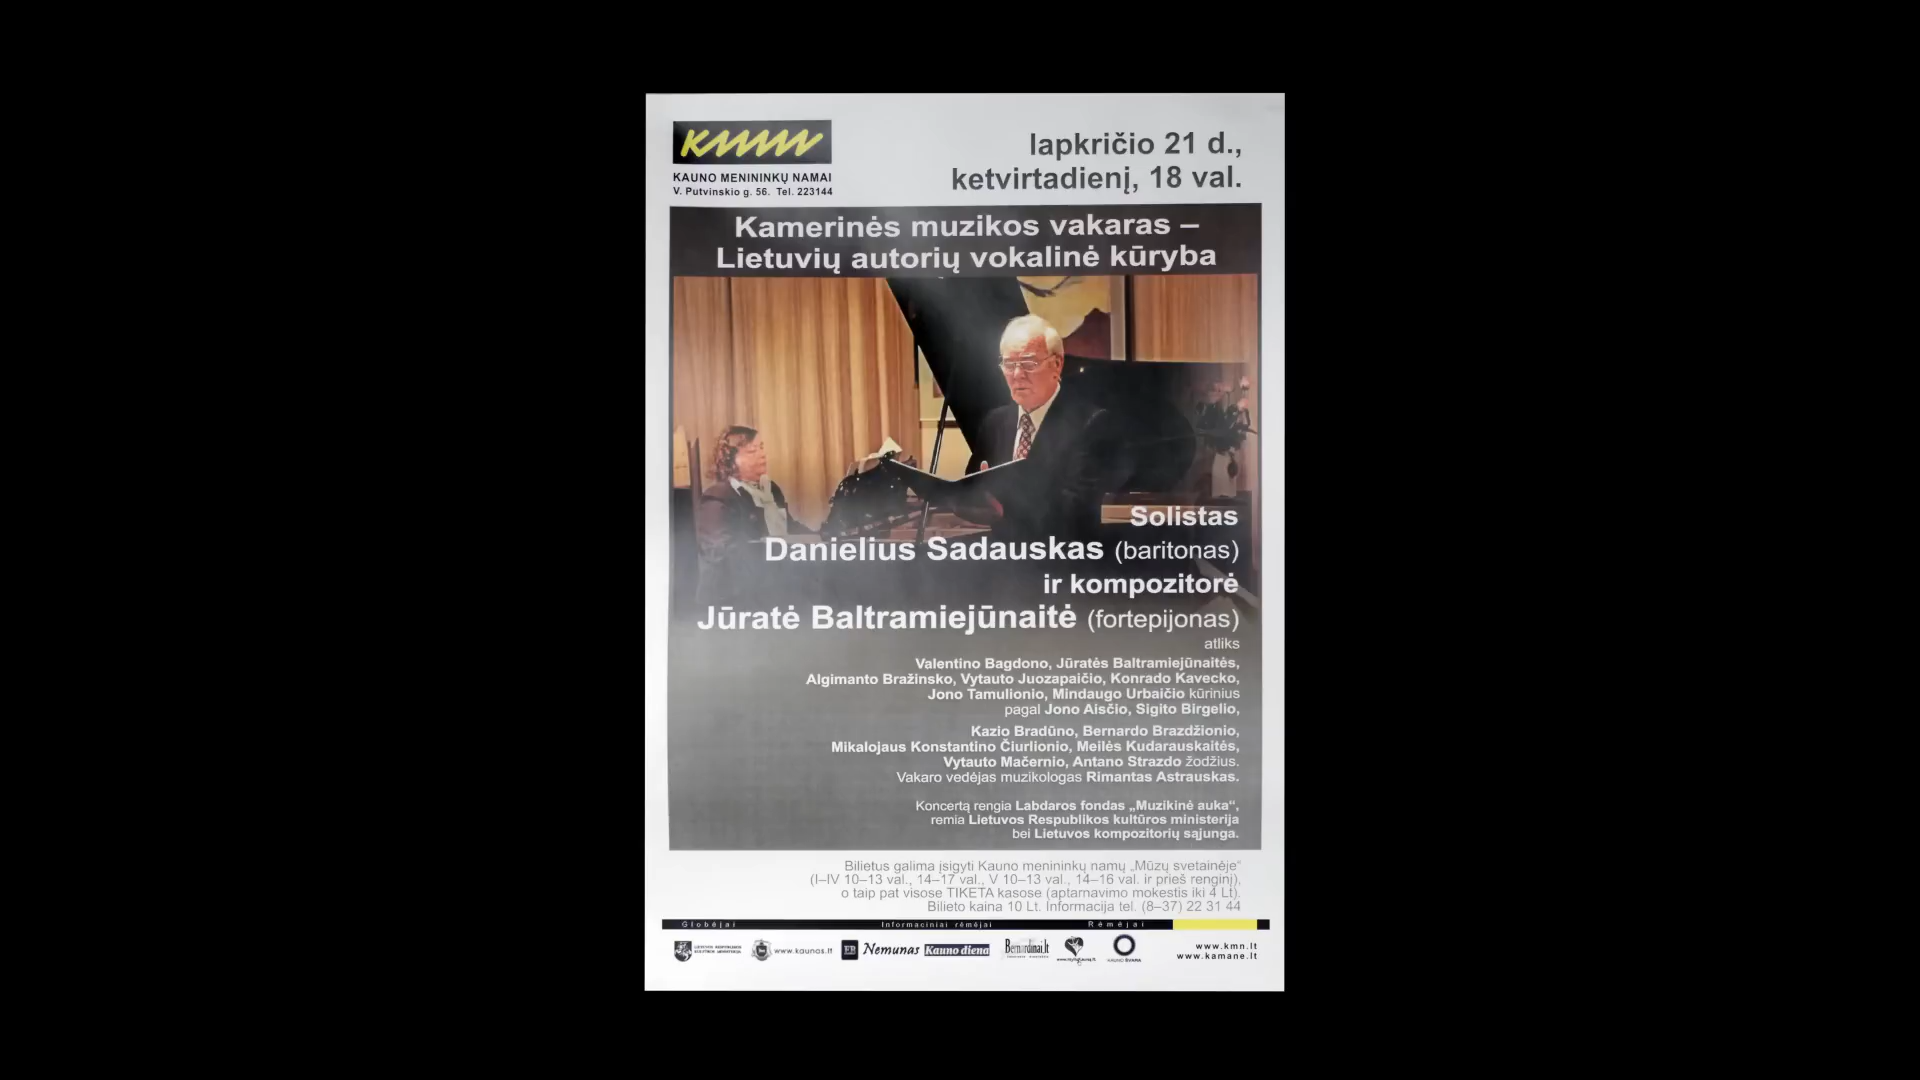 KMN
KAUNO MENININKŲ NAMAI
V. Putvinskio g. 56. Tel. 223144
lapkričio 21 d.,
ketvirtadienį, 18 val.
Kamerinės muzikos vakaras –
Lietuvių autorių vokalinė kūryba
Solistas
Danielius Sadauskas (baritonas)
ir kompozitorė
Jūratė Baltramiejūnaitė (fortepijonas)
atliks
Valentino Bagdono, Jūratės Baltramiejūnaitės,
Algimanto Bražinsko, Vytauto Juozapaičio, Konrado Kavecko,
Jono Tamulionio, Mindaugo Urbaičio kūrinius
pagal Jono Aisčio, Sigito Birgelio,
Kazio Bradūno, Bernardo Brazdžionio,
Mikalojaus Konstantino Čiurlionio, Meilės Kudarauskaitės,
Vytauto Mačernio, Antano Strazdo žodžius.
Vakaro vedėjas muzikologas Rimantas Astrauskas.
Koncertą rengia Labdaros fondas „Muzikinė auka“,
remia Lietuvos Respublikos kultūros ministerija
bei Lietuvos kompozitorių sąjunga.
Bilietus galima įsigyti Kauno menininkų namų „Mūzų svetainėje“
(I–IV 10–13 val., 14–17 val., V 10–13 val., 14–16 val. ir prieš renginį),
o taip pat visose TIKETA kasose (aptarnavimo mokestis iki 4 Lt).
Bilieto kaina 10 Lt. Informacija tel. (8–37) 22 31 44
Globėjai Informaciniai rėmėjai Rėmėjai
www.kaunas.lt Nemunas Kauno diena Bernardinai.lt KAUNO ŠVARA
www.kmn.lt
www.kamane.lt